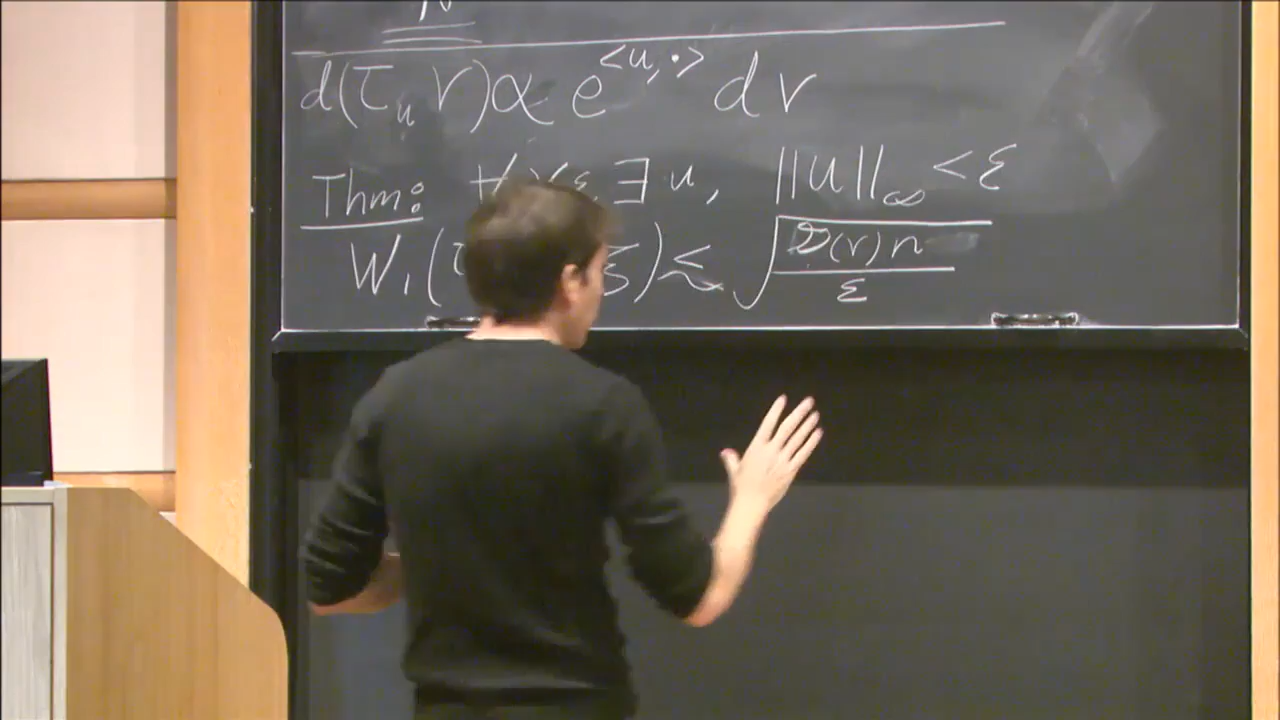 d(τ_u ν) ∝ e^{<u,·>} dν
Thm: ∀ ν, ε ∃ u, ||u||_∞ < ε
W₁(τ ξ) ≲ √(𝒟(ν) n / ε)